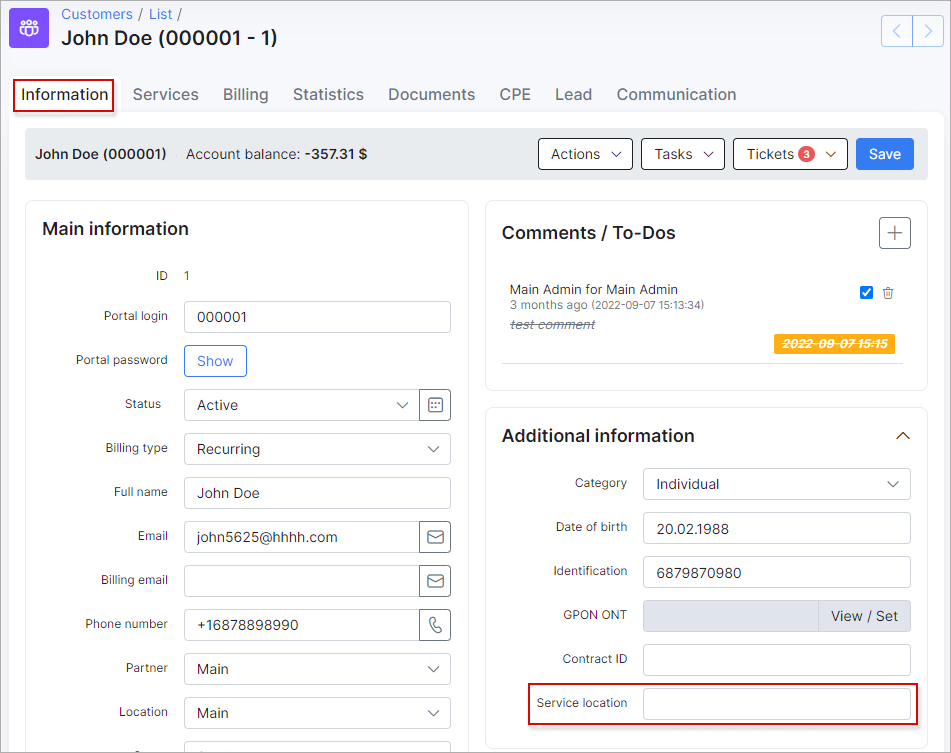 Customers / List /
John Doe (000001 - 1)
Information Services Billing Statistics Documents CPE Lead Communication
John Doe (000001) Account balance: -357.31 $ Actions Tasks Tickets 3 Save
Main information
ID 1
Portal login 000001
Portal password Show
Status Active
Billing type Recurring
Full name John Doe
Email john5625@hhhh.com
Billing email
Phone number +16878898990
Partner Main
Location Main
Comments / To-Dos
Main Admin for Main Admin
3 months ago (2022-09-07 15:13:34)
test comment
2022-09-07 15:15
Additional information
Category Individual
Date of birth 20.02.1988
Identification 6879870980
GPON ONT View / Set
Contract ID
Service location